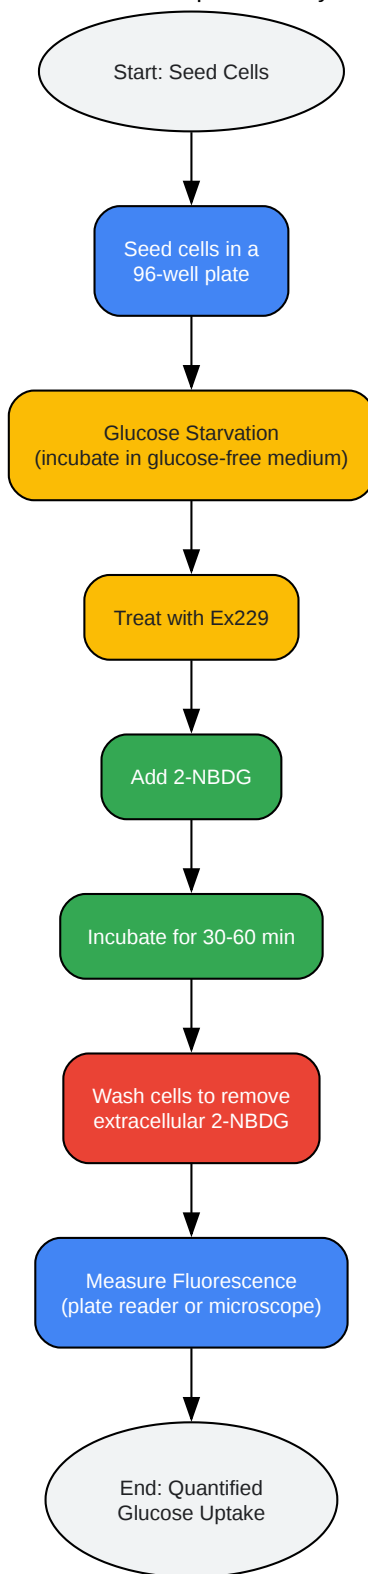 Start: Seed Cells
Seed cells in a
96-well plate
Glucose Starvation
(incubate in glucose-free medium)
Treat with Ex229
Add 2-NBDG
Incubate for 30-60 min
Wash cells to remove
extracellular 2-NBDG
Measure Fluorescence
(plate reader or microscope)
End: Quantified
Glucose Uptake